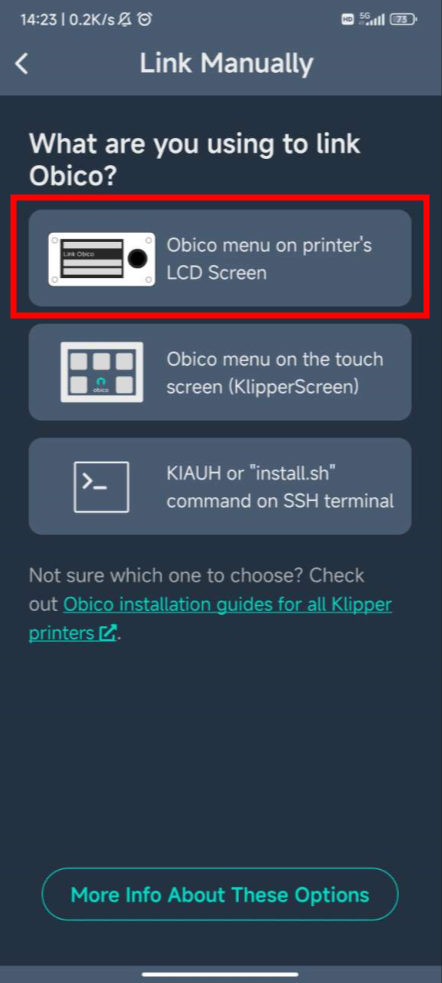 14:23 | 0.2K/s
HD 5G 73
Link Manually
What are you using to link
Obico?
Link Obico
Obico menu on printer's
LCD Screen
obico
Obico menu on the touch
screen (KlipperScreen)
>_
KIAUH or "install.sh"
command on SSH terminal
Not sure which one to choose? Check
out Obico installation guides for all Klipper
printers.
More Info About These Options